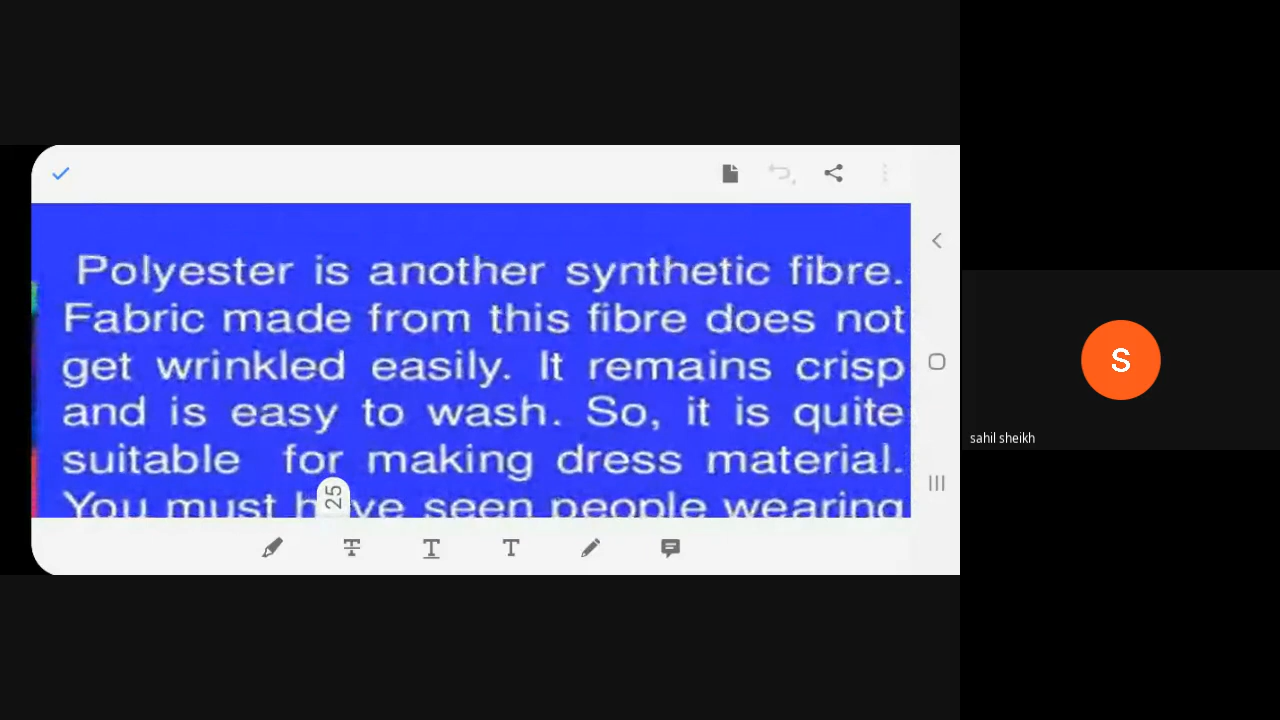 Polyester is another synthetic fibre.
Fabric made from this fibre does not
get wrinkled easily. It remains crisp
and is easy to wash. So, it is quite
suitable for making dress material.
You must have seen people wearing
25
T T T
S
sahil sheikh